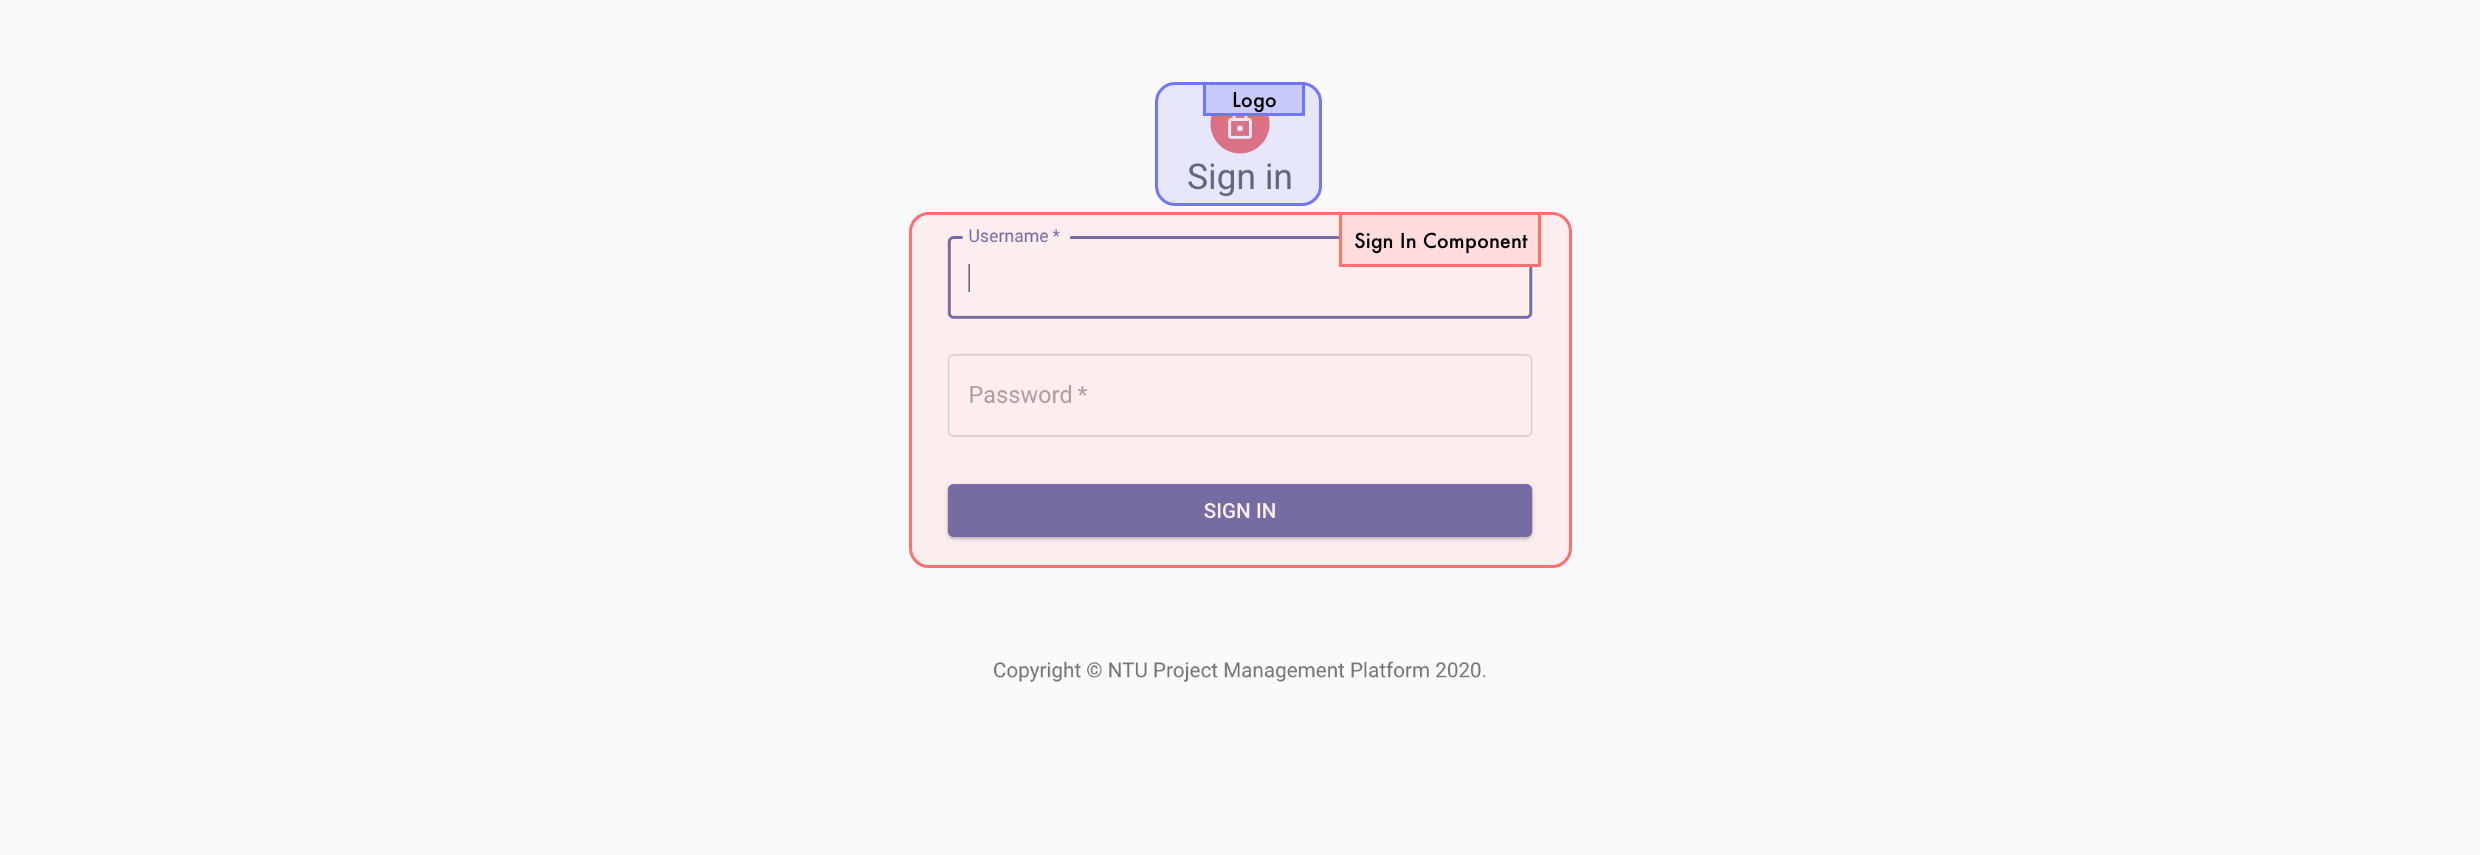 Logo
Sign in
Username *
Sign In Component
Password *
SIGN IN
Copyright © NTU Project Management Platform 2020.